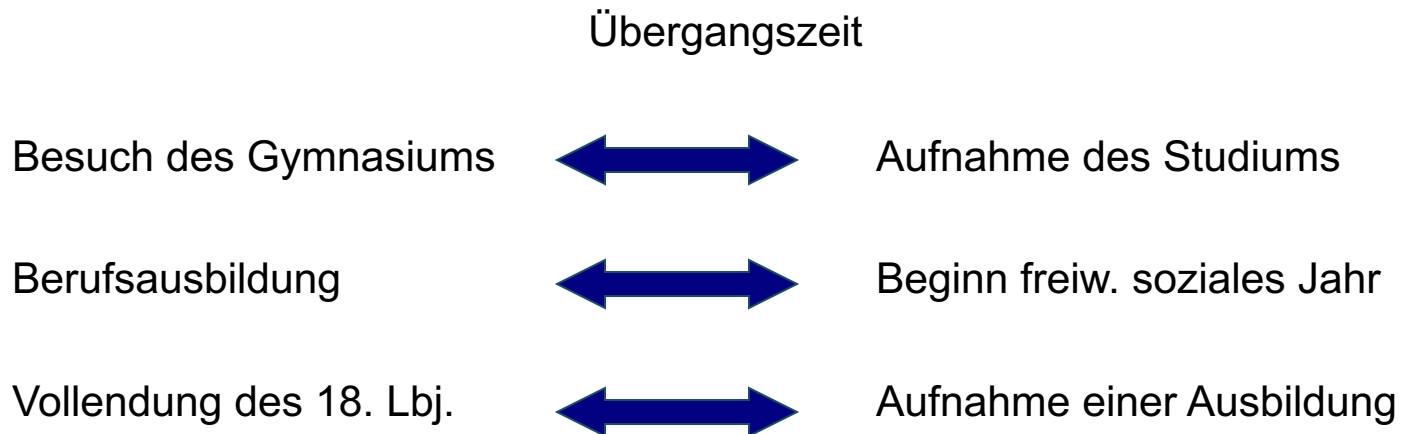 Übergangszeit
Besuch des Gymnasiums Aufnahme des Studiums
Berufsausbildung Beginn freiw. soziales Jahr
Vollendung des 18. Lbj. Aufnahme einer Ausbildung